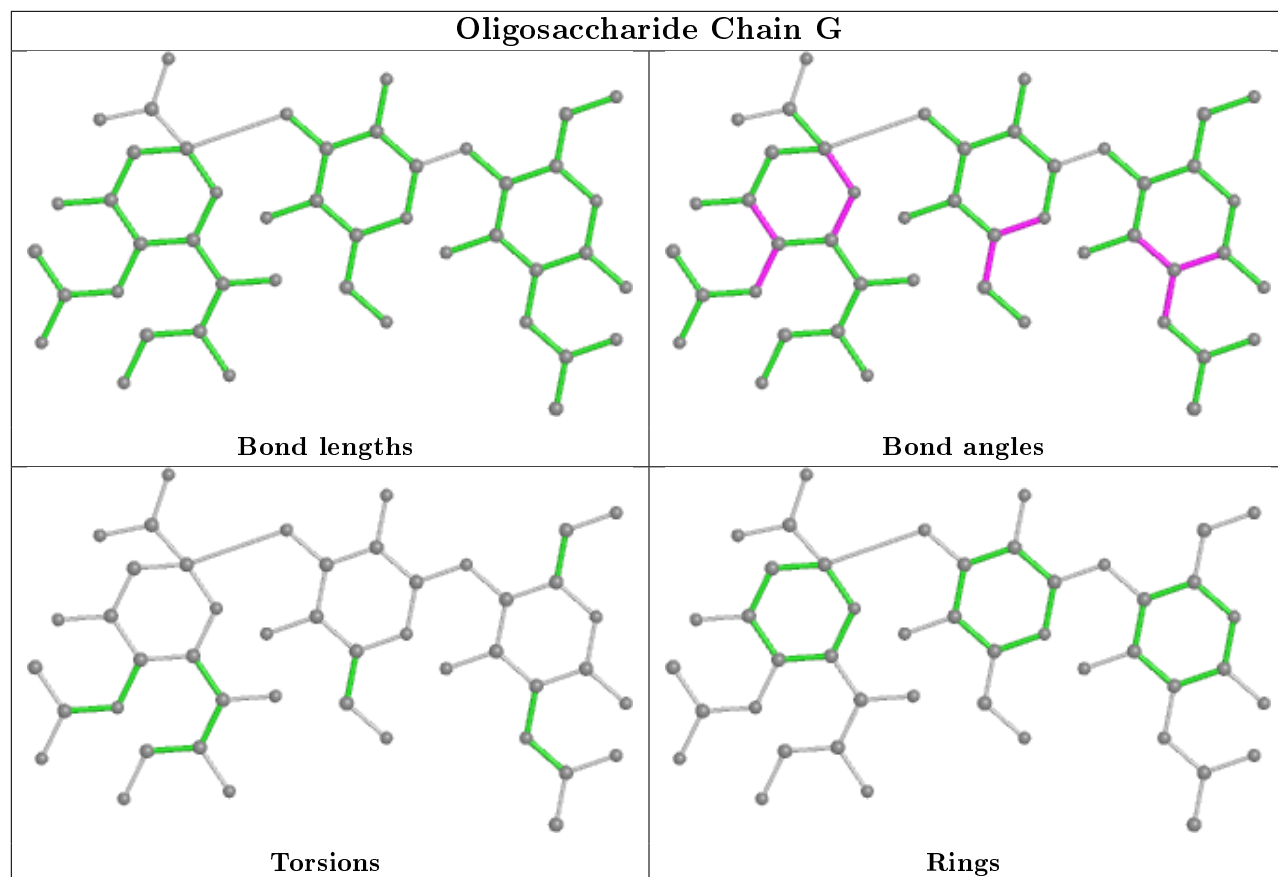 Oligosaccharide Chain G
Bond lengths
Bond angles
Torsions
Rings